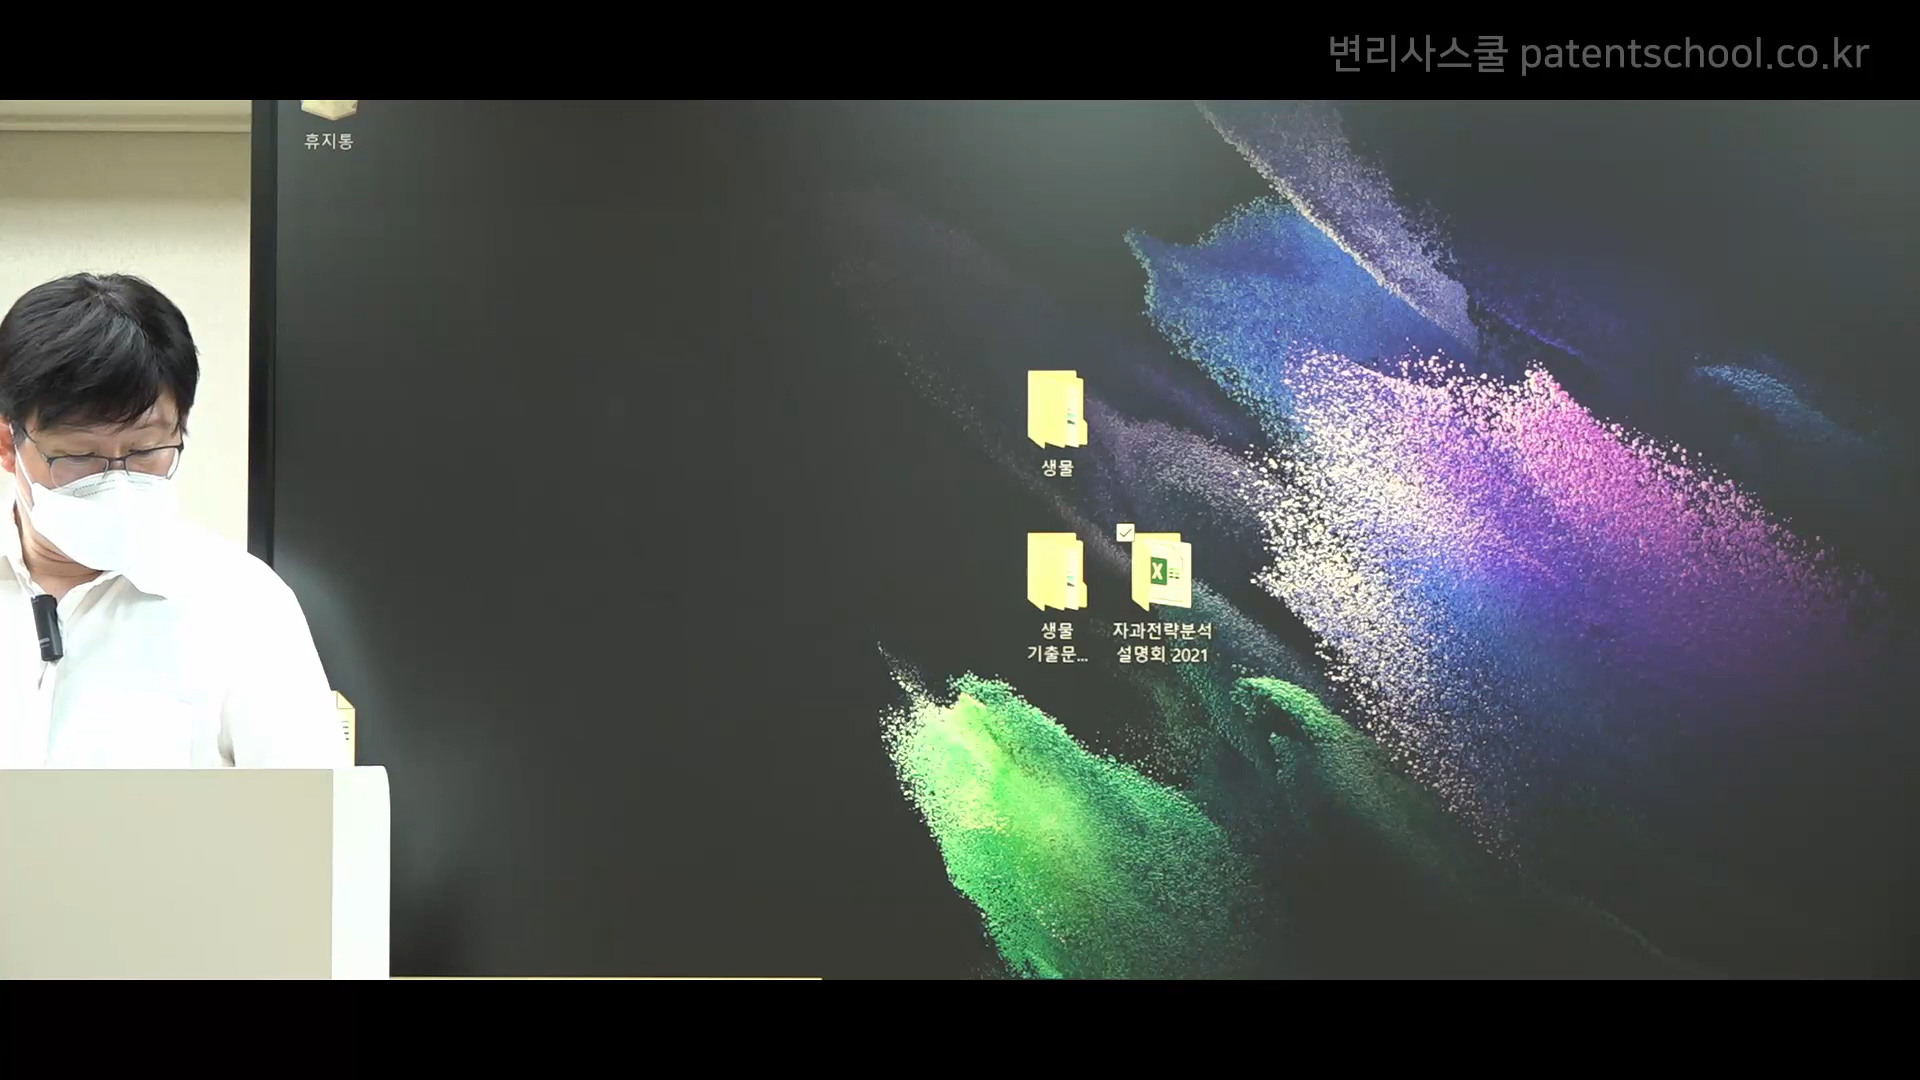 변리사스쿨 patentschool.co.kr
휴지통
생물
생물
기출문...
자과전략분석
설명회 2021